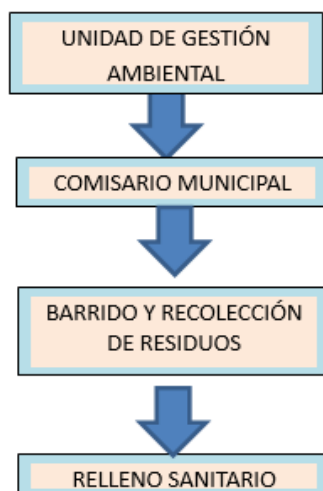 UNIDAD DE GESTIÓN
AMBIENTAL
COMISARIO MUNICIPAL
BARRIDO Y RECOLECCIÓN
DE RESIDUOS
RELLENO SANITARIO